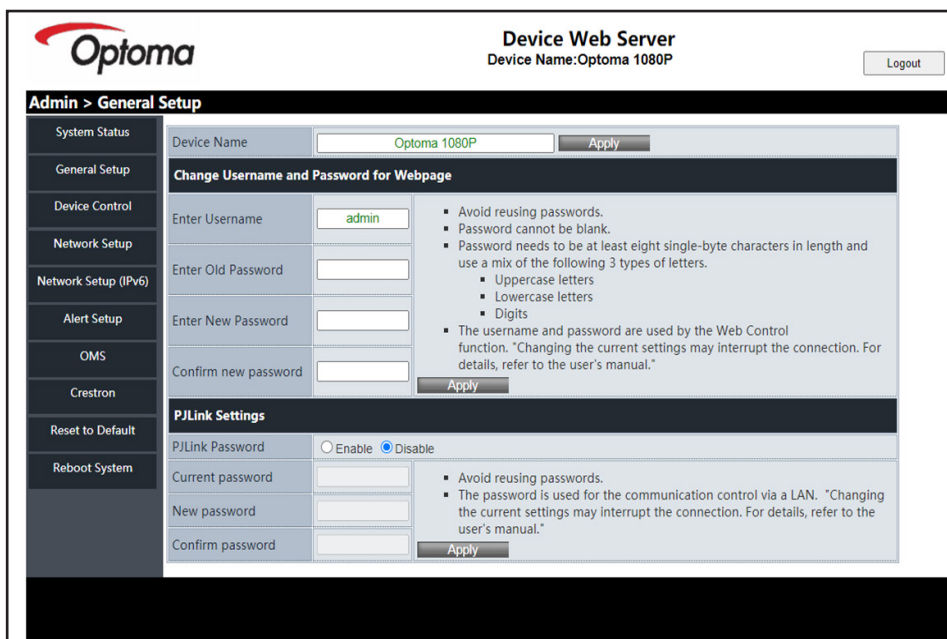 Optoma
Device Web Server
Device Name:Optoma 1080P
Logout
Admin > General Setup
System Status
General Setup
Device Control
Network Setup
Network Setup (IPv6)
Alert Setup
OMS
Crestron
Reset to Default
Reboot System
Device Name
Optoma 1080P
Apply
Change Username and Password for Webpage
Enter Username
admin
Enter Old Password
Enter New Password
Confirm new password
▪ Avoid reusing passwords.
▪ Password cannot be blank.
▪ Password needs to be at least eight single-byte characters in length and
use a mix of the following 3 types of letters.
▪ Uppercase letters
▪ Lowercase letters
▪ Digits
▪ The username and password are used by the Web Control
function. "Changing the current settings may interrupt the connection. For
details, refer to the user's manual."
Apply
PJLink Settings
PJLink Password
Enable Disable
Current password
New password
Confirm password
▪ Avoid reusing passwords.
▪ The password is used for the communication control via a LAN. "Changing
the current settings may interrupt the connection. For details, refer to the
user's manual."
Apply